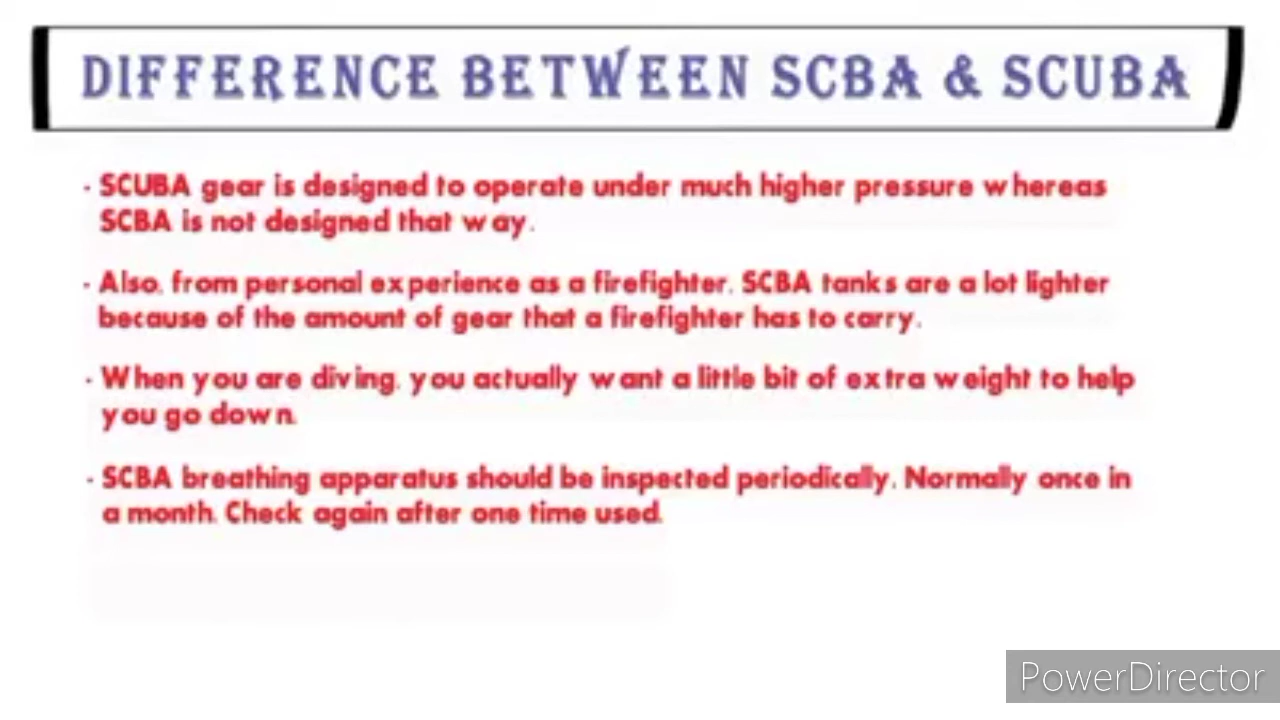 DIFFERENCE BETWEEN SCBA & SCUBA
- SCUBA gear is designed to operate under much higher pressure whereas
SCBA is not designed that way.
- Also, from personal experience as a firefighter, SCBA tanks are a lot lighter
because of the amount of gear that a firefighter has to carry.
- When you are diving, you actually want a little bit of extra weight to help
you go down.
- SCBA breathing apparatus should be inspected periodically. Normally once in
a month. Check again after one time used.
PowerDirector